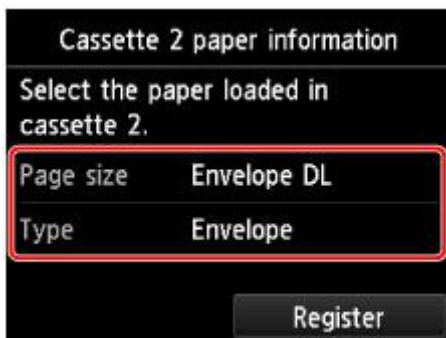 Cassette 2 paper information
Select the paper loaded in
cassette 2.
Page size Envelope DL
Type Envelope
Register